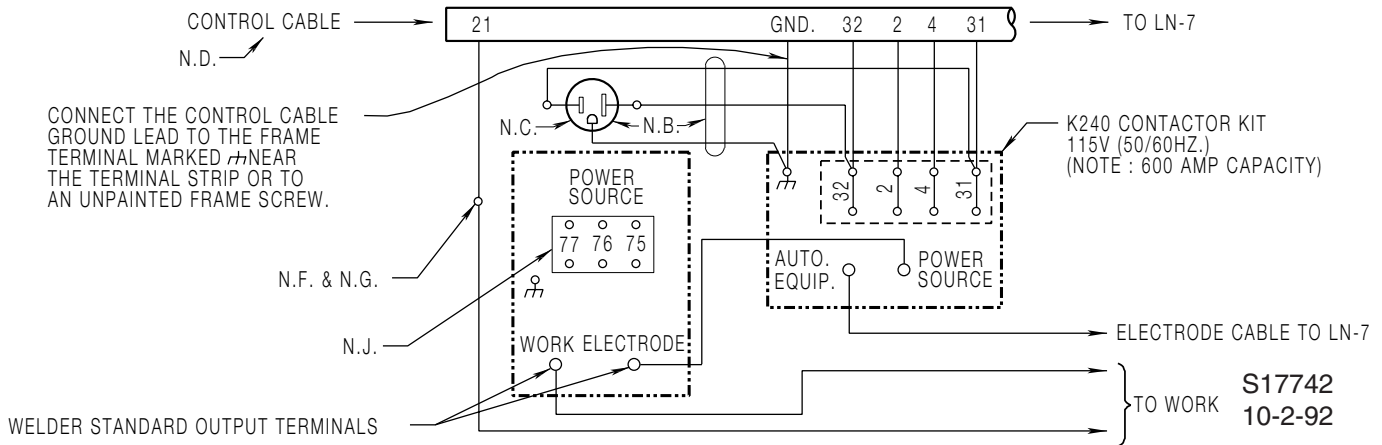 CONTROL CABLE
N.D.
21
GND.
32
2
4
31
TO LN-7
CONNECT THE CONTROL CABLE
GROUND LEAD TO THE FRAME
TERMINAL MARKED NEAR
THE TERMINAL STRIP OR TO
AN UNPAINTED FRAME SCREW.
N.C.
N.B.
K240 CONTACTOR KIT
115V (50/60HZ.)
(NOTE : 600 AMP CAPACITY)
32
2
4
31
POWER
SOURCE
77 76 75
AUTO.
EQUIP.
POWER
SOURCE
N.F. & N.G.
N.J.
WORK ELECTRODE
ELECTRODE CABLE TO LN-7
WELDER STANDARD OUTPUT TERMINALS
TO WORK
S17742
10-2-92